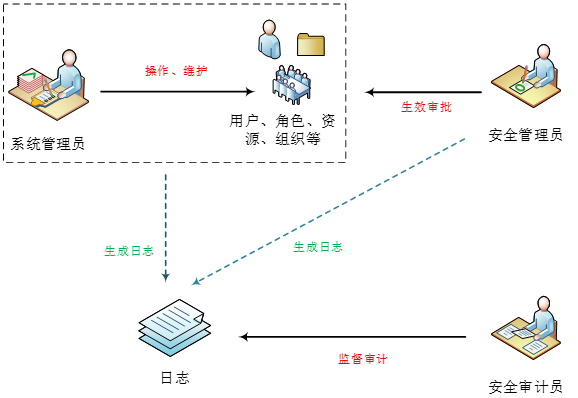 操作、维护
系统管理员
用户、角色、资
源、组织等
生效审批
安全管理员
生成日志
生成日志
日志
监督审计
安全审计员